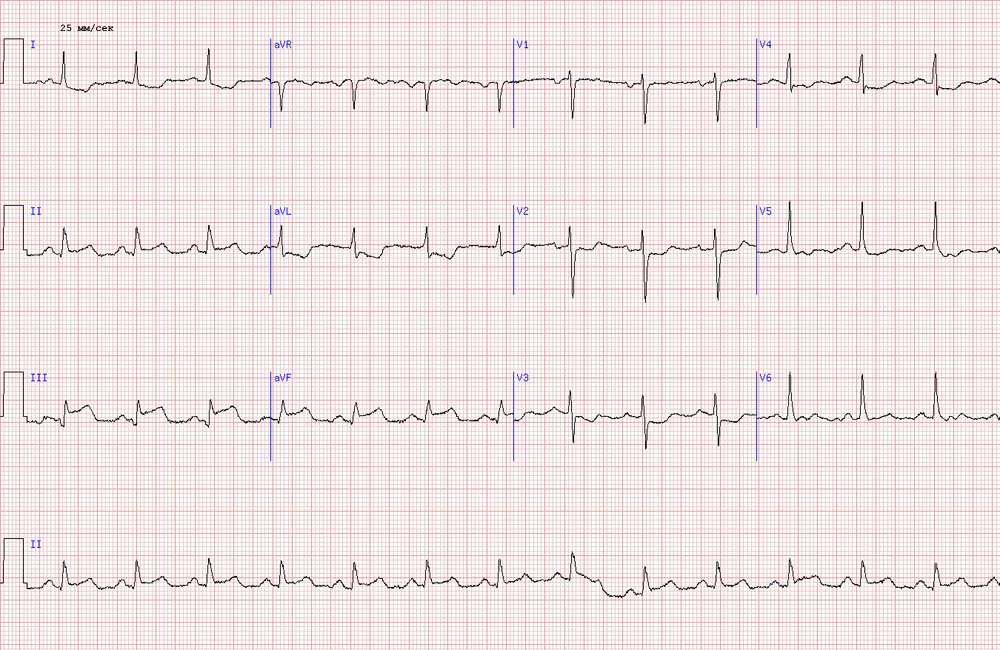 25 мм/сек
I aVR V1 V4
II aVL V2 V5
III aVF V3 V6
II